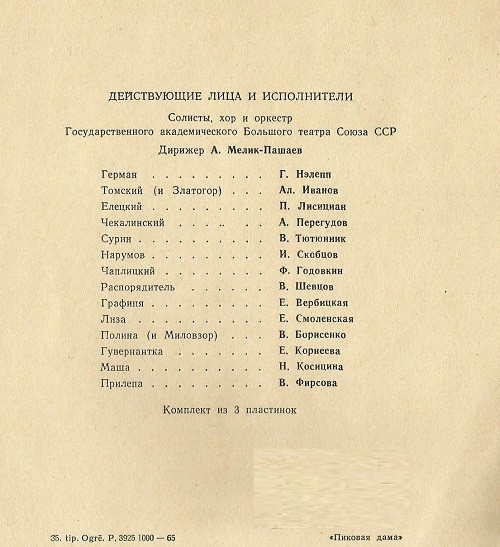 ДЕЙСТВУЮЩИЕ ЛИЦА И ИСПОЛНИТЕЛИ
Солисты, хор и оркестр
Государственного академического Большого театра Союза ССР
Дирижер А. Мелик-Пашаев
Герман . . . . . . . . . Г. Нэлепп
Томский (и Златогор) . . . Ал. Иванов
Елецкий . . . . . . . . . П. Лисициан
Чекалинский . . . . . . . А. Перегудов
Сурин . . . . . . . . . . В. Тютюнник
Нарумов . . . . . . . . . И. Скобцов
Чаплицкий . . . . . . . . Ф. Годовкин
Распорядитель . . . . . . В. Шевцов
Графиня . . . . . . . . . Е. Вербицкая
Лиза . . . . . . . . . . Е. Смоленская
Полина (и Миловзор) . . . В. Борисенко
Гувернантка . . . . . . . Е. Корнеева
Маша . . . . . . . . . . Н. Косицина
Прилепа . . . . . . . . . В. Фирсова
Комплект из 3 пластинок
35. tip. Ogrē. P. 3925 1000 — 65 «Пиковая дама»